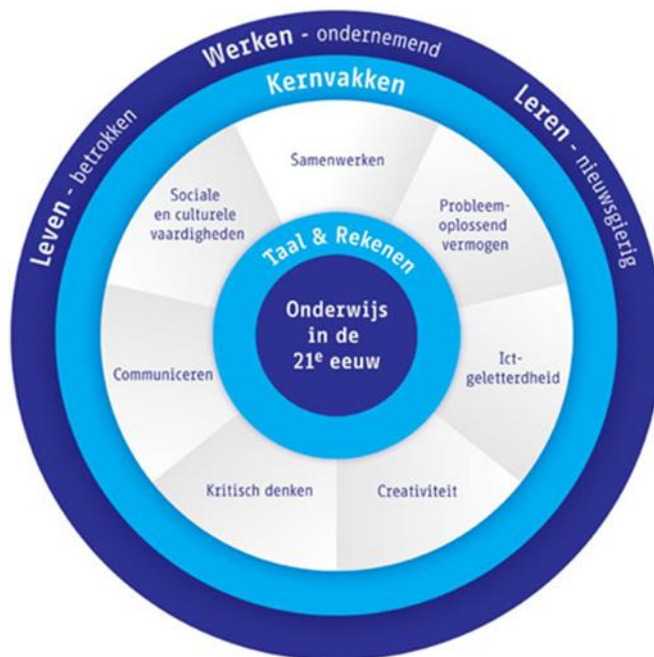 Werken - ondernemend
Leven - betrokken
Leren - nieuwsgierig
Kernvakken
Samenwerken
Probleem-
oplossend
vermogen
Ict-
geletterdheid
Creativiteit
Kritisch denken
Communiceren
Sociale
en culturele
vaardigheden
Taal & Rekenen
Onderwijs
in de
21e eeuw